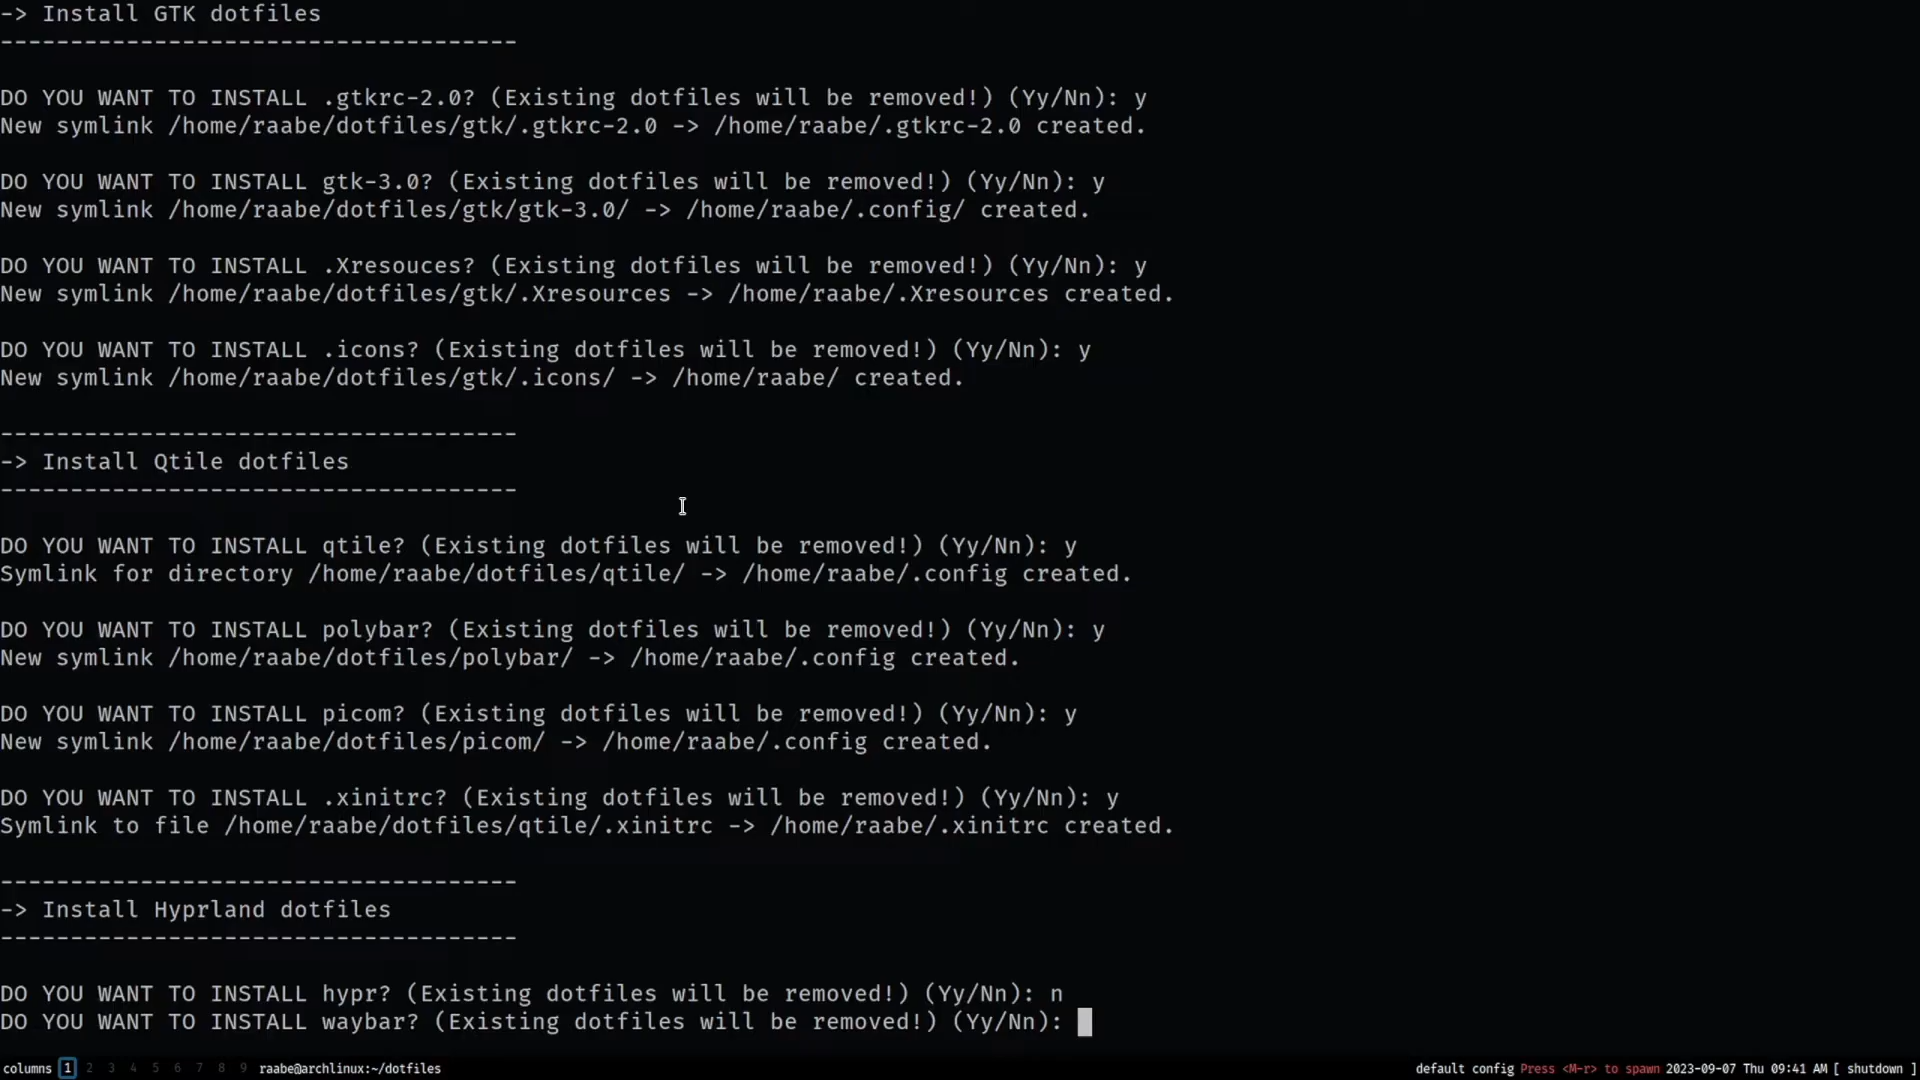 -> Install GTK dotfiles
-------------------------------------
DO YOU WANT TO INSTALL .gtkrc-2.0? (Existing dotfiles will be removed!) (Yy/Nn): y
New symlink /home/raabe/dotfiles/gtk/.gtkrc-2.0 -> /home/raabe/.gtkrc-2.0 created.
DO YOU WANT TO INSTALL gtk-3.0? (Existing dotfiles will be removed!) (Yy/Nn): y
New symlink /home/raabe/dotfiles/gtk/gtk-3.0/ -> /home/raabe/.config/ created.
DO YOU WANT TO INSTALL .Xresouces? (Existing dotfiles will be removed!) (Yy/Nn): y
New symlink /home/raabe/dotfiles/gtk/.Xresources -> /home/raabe/.Xresources created.
DO YOU WANT TO INSTALL .icons? (Existing dotfiles will be removed!) (Yy/Nn): y
New symlink /home/raabe/dotfiles/gtk/.icons/ -> /home/raabe/ created.
-------------------------------------
-> Install Qtile dotfiles
-------------------------------------
DO YOU WANT TO INSTALL qtile? (Existing dotfiles will be removed!) (Yy/Nn): y
Symlink for directory /home/raabe/dotfiles/qtile/ -> /home/raabe/.config created.
DO YOU WANT TO INSTALL polybar? (Existing dotfiles will be removed!) (Yy/Nn): y
New symlink /home/raabe/dotfiles/polybar/ -> /home/raabe/.config created.
DO YOU WANT TO INSTALL picom? (Existing dotfiles will be removed!) (Yy/Nn): y
New symlink /home/raabe/dotfiles/picom/ -> /home/raabe/.config created.
DO YOU WANT TO INSTALL .xinitrc? (Existing dotfiles will be removed!) (Yy/Nn): y
Symlink to file /home/raabe/dotfiles/qtile/.xinitrc -> /home/raabe/.xinitrc created.
-------------------------------------
-> Install Hyprland dotfiles
-------------------------------------
DO YOU WANT TO INSTALL hypr? (Existing dotfiles will be removed!) (Yy/Nn): n
DO YOU WANT TO INSTALL waybar? (Existing dotfiles will be removed!) (Yy/Nn):
columns 1 2 3 4 5 6 7 8 9 raabe@archlinux:~/dotfiles default config Press <M-r> to spawn 2023-09-07 Thu 09:41 AM [ shutdown ]